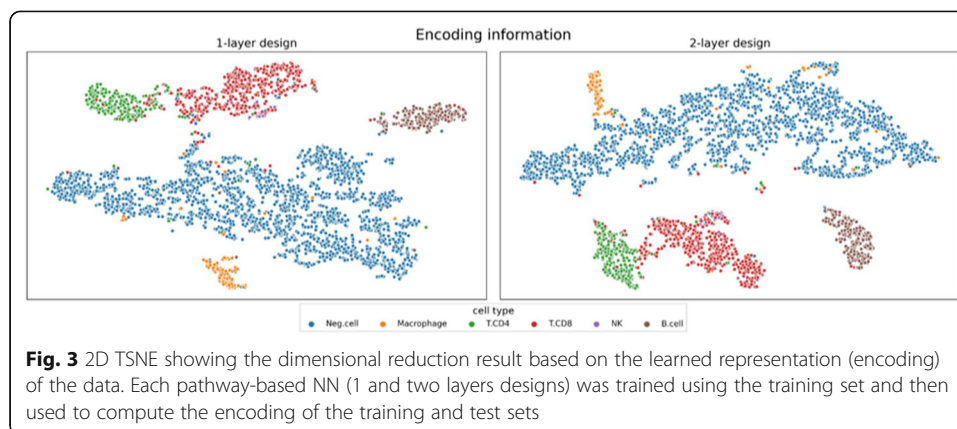 Encoding information
1-layer design
2-layer design
cell type
Neg.cell Macrophage T.CD4 T.CD8 NK B.cell
Fig. 3 2D TSNE showing the dimensional reduction result based on the learned representation (encoding)
of the data. Each pathway-based NN (1 and two layers designs) was trained using the training set and then
used to compute the encoding of the training and test sets